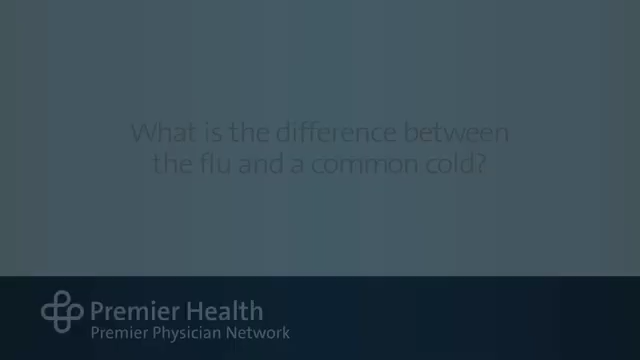 What is the difference between
the flu and a common cold?
Premier Health
Premier Physician Network